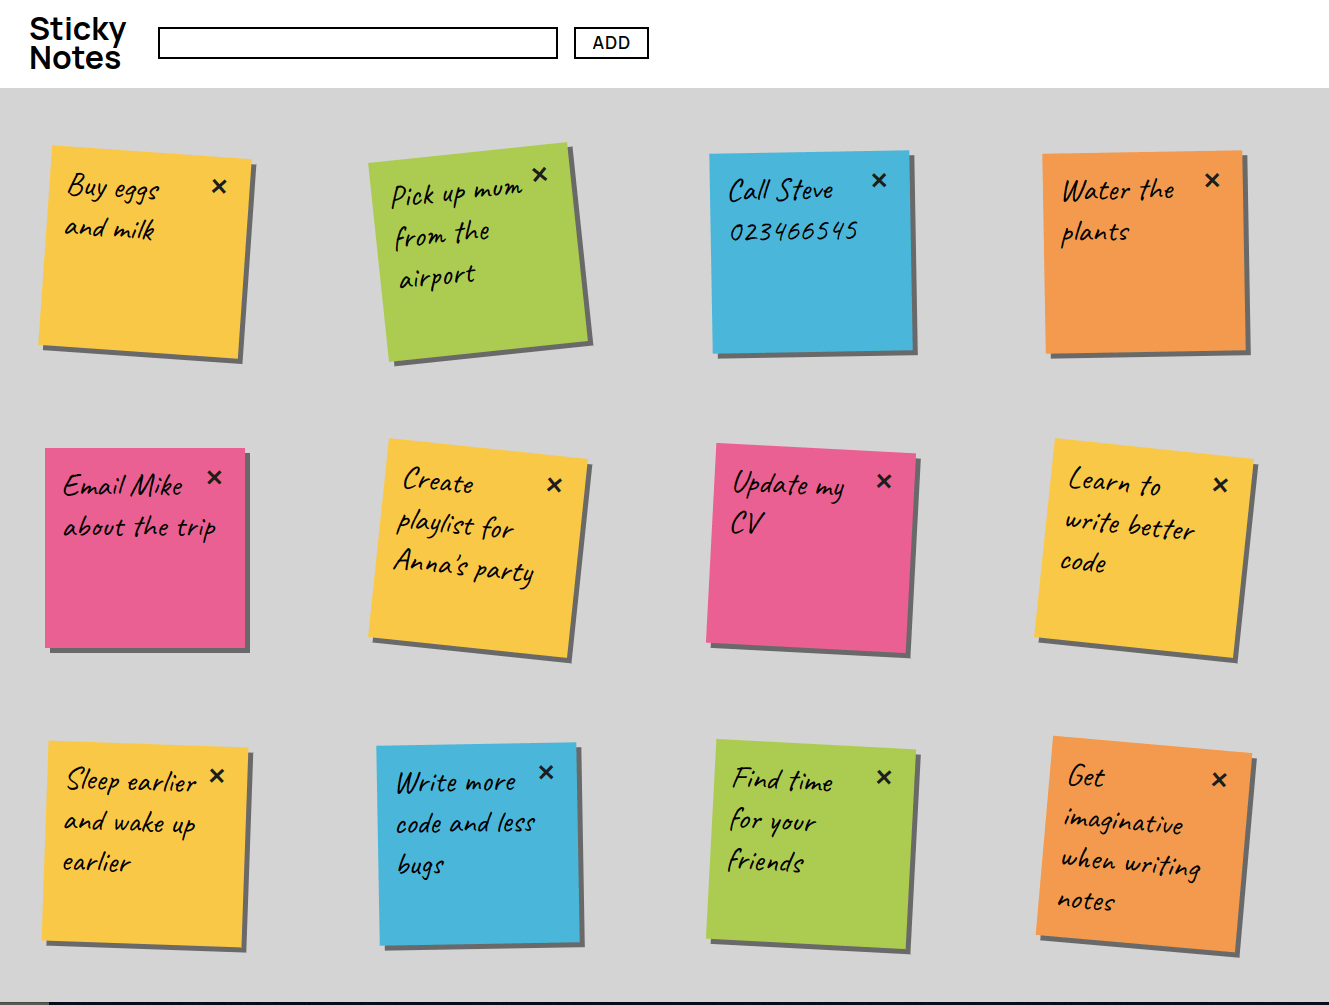 Sticky
Notes
ADD
Buy eggs
and milk
Pick up mum
from the
airport
Call Steve
023466545
Water the
plants
Email Mike
about the trip
Create
playlist for
Anna's party
Update my
CV
Learn to
write better
code
Sleep earlier
and wake up
earlier
Write more
code and less
bugs
Find time
for your
friends
Get
imaginative
when writing
notes